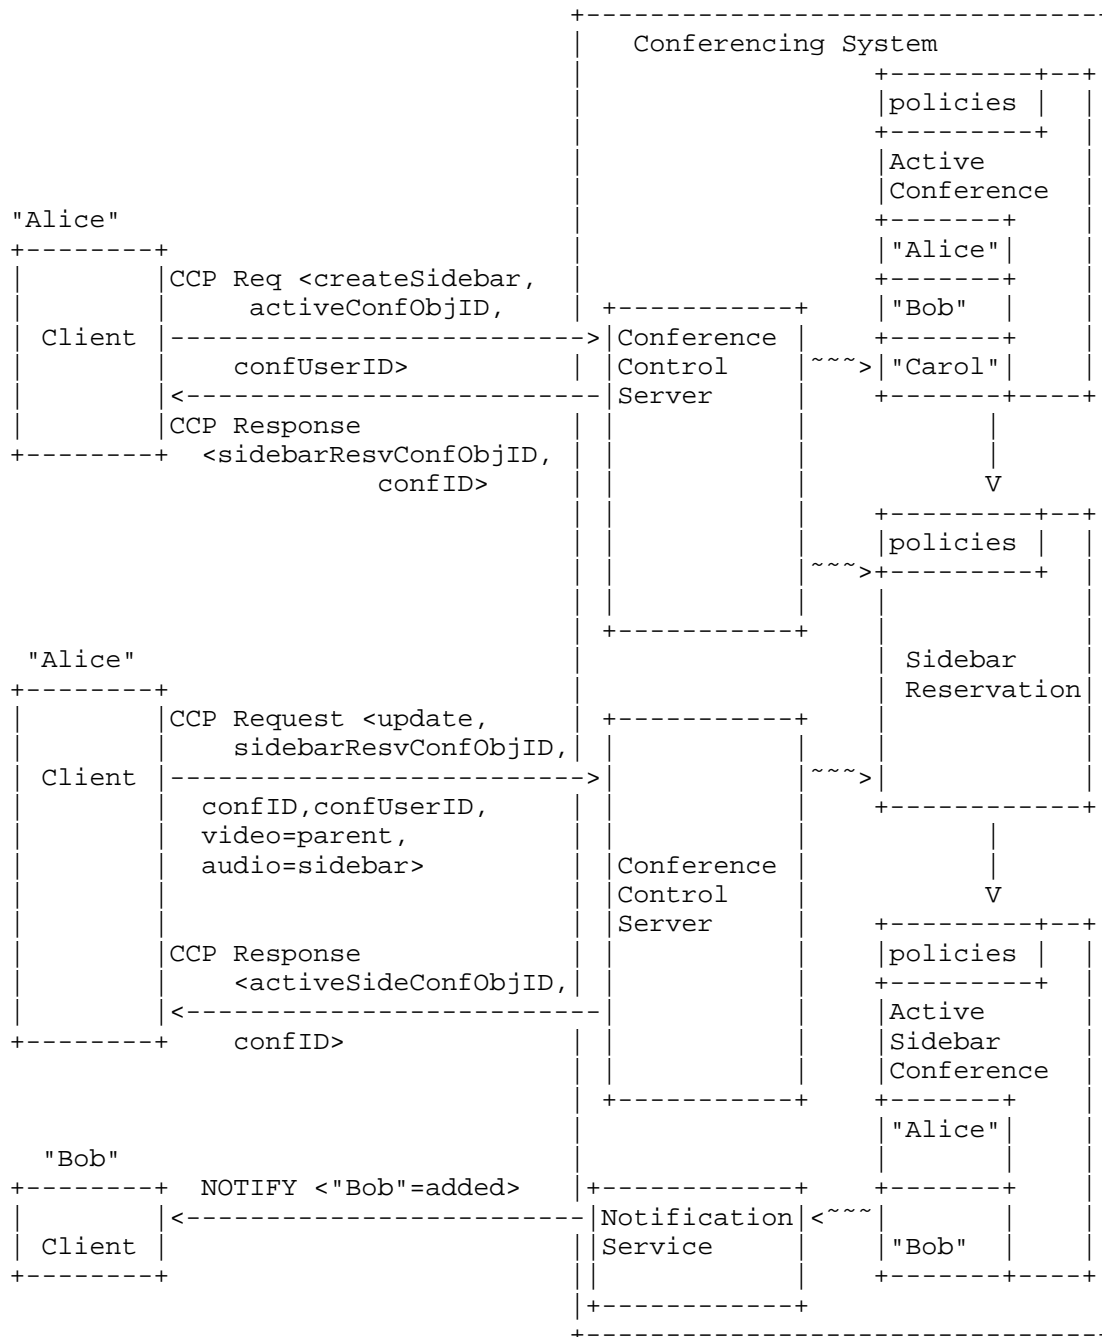 Conferencing System
policies
Active
Conference
"Alice"
"Alice"
CCP Req <createSidebar,
activeConfObjID,
"Bob"
Client
Conference
confUserID>
Control
~~~>
"Carol"
Server
CCP Response
<sidebarResvConfObjID,
confID>
V
policies
~~~>
"Alice"
Sidebar
Reservation
CCP Request <update,
sidebarResvConfObjID,
Client
~~~>
confID,confUserID,
video=parent,
audio=sidebar>
Conference
Control
V
Server
CCP Response
policies
<activeSideConfObjID,
Active
confID>
Sidebar
Conference
"Alice"
"Bob"
NOTIFY <"Bob"=added>
Notification
<~~~
Client
Service
"Bob"